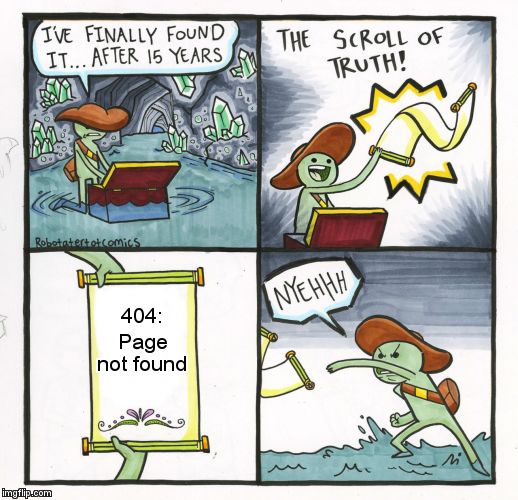 I'VE FINALLY FOUND
IT... AFTER 15 YEARS
THE SCROLL OF
TRUTH!
Robotatertotcomics
404:
Page
not found
NYEHHH
imgflip.com